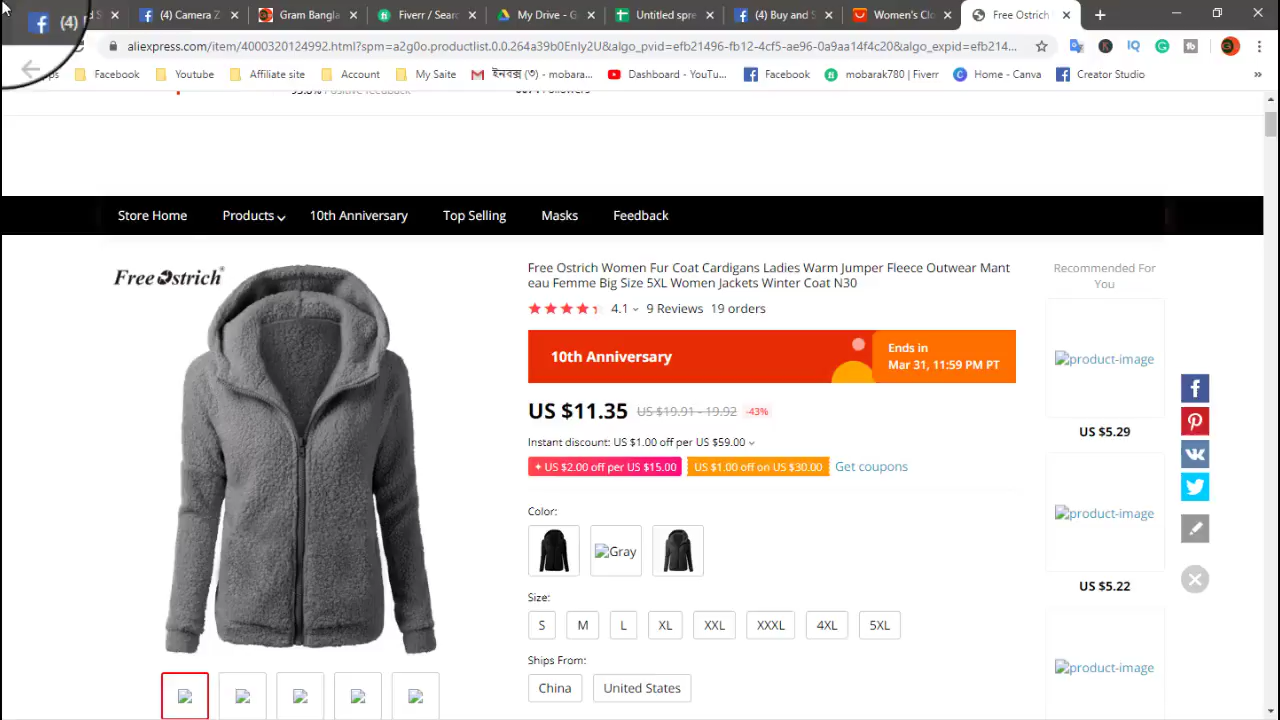 (4)
(4) Camera Z
Gram Bangla
Fiverr / Sear
My Drive - G
Untitled spre
(4) Buy and S
Women's Clo
Free Ostrich
aliexpress.com/item/4000320124992.html?spm=a2g0o.productlist.0.0.264a39b0Enly2U&algo_pvid=efb21496-fb12-4cf5-ae96-0a9aa14f4c20&algo_expid=efb214...
Facebook
Youtube
Affiliate site
Account
My Saite
ইনবক্স (৩) - mobara...
Dashboard - YouTu...
Facebook
mobarak780 | Fiverr
Home - Canva
Creator Studio
»
Store Home
Products
10th Anniversary
Top Selling
Masks
Feedback
Free Ostrich
Free Ostrich Women Fur Coat Cardigans Ladies Warm Jumper Fleece Outwear Mant
eau Femme Big Size 5XL Women Jackets Winter Coat N30
4.1 9 Reviews 19 orders
10th Anniversary
Ends in
Mar 31, 11:59 PM PT
US $11.35 US $19.91 - 19.92 -43%
Instant discount: US $1.00 off per US $59.00
US $2.00 off per US $15.00 US $1.00 off on US $30.00 Get coupons
Color:
Gray
Size:
S M L XL XXL XXXL 4XL 5XL
Ships From:
China United States
Recommended For
You
product-image
US $5.29
product-image
US $5.22
product-image